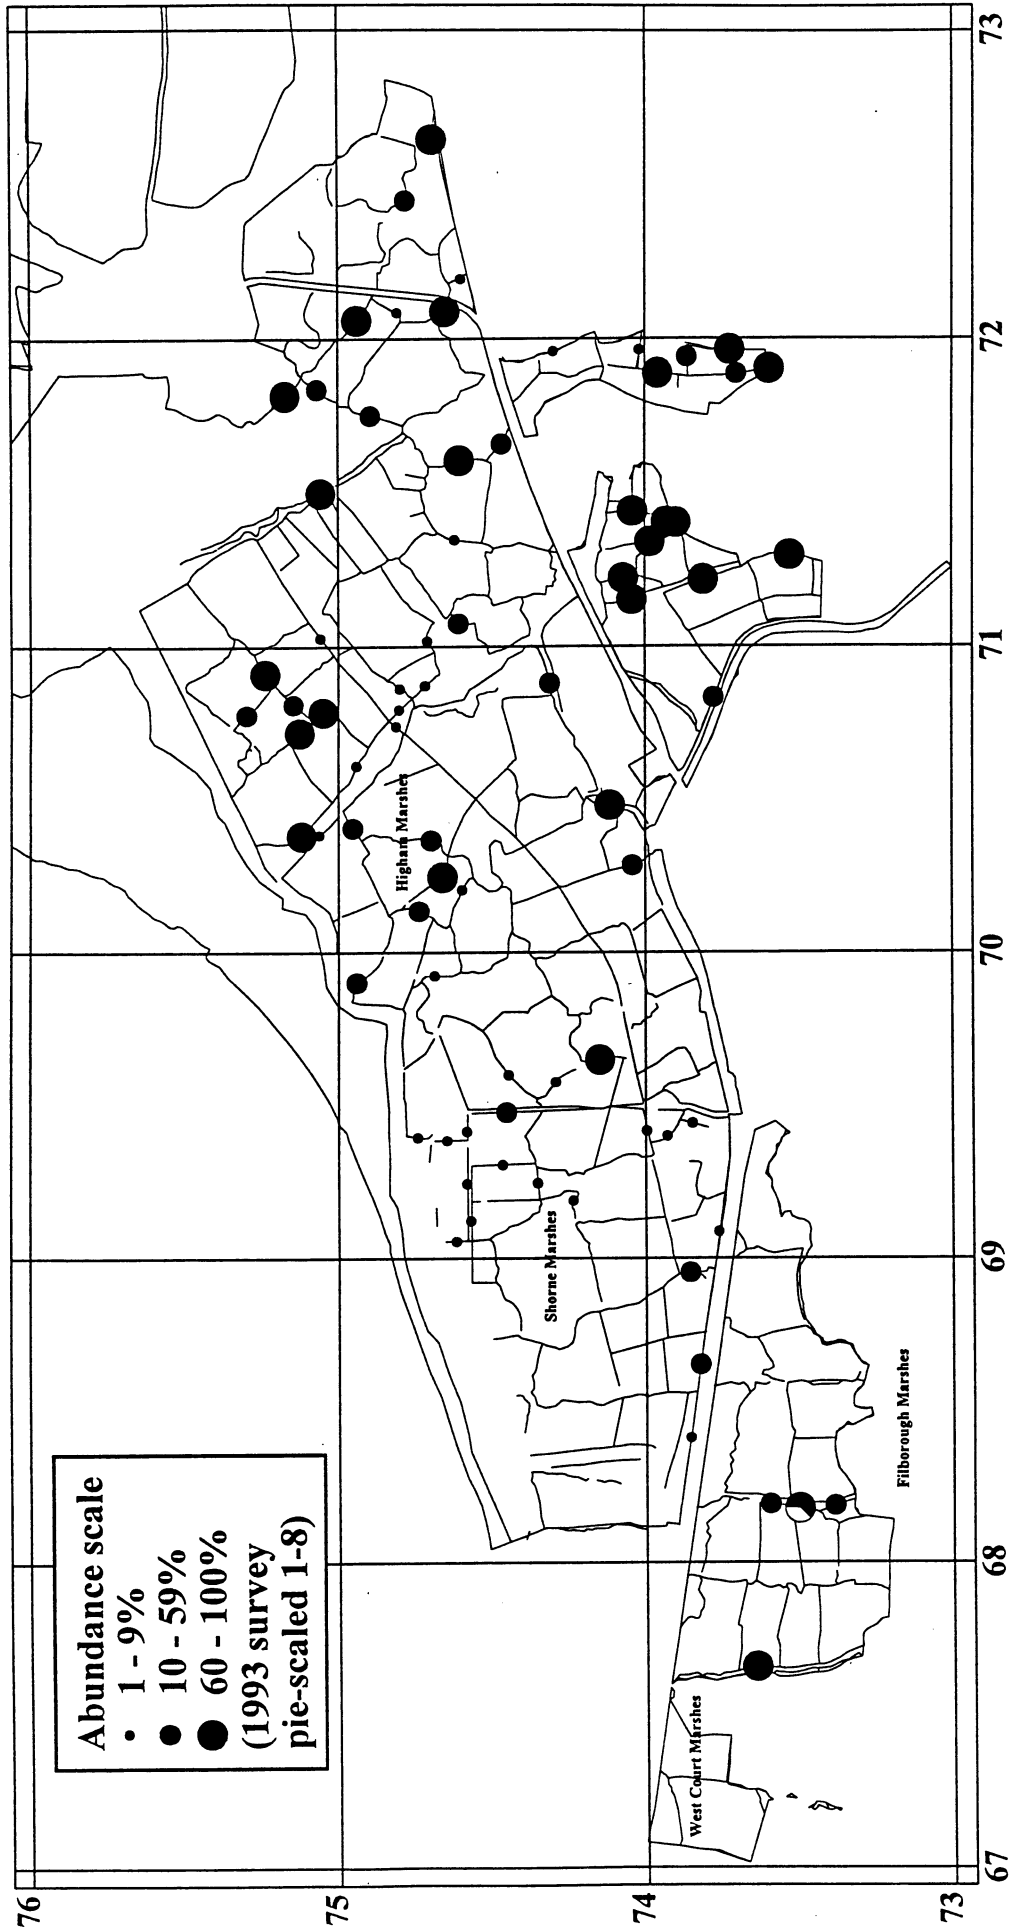 Abundance scale
1 - 9%
10 - 59%
60 - 100%
(1993 survey
pie-scaled 1-8)
Higham Marshes
Shorne Marshes
Filborough Marshes
West Court Marshes
76
75
74
73
67
68
69
70
71
72
73